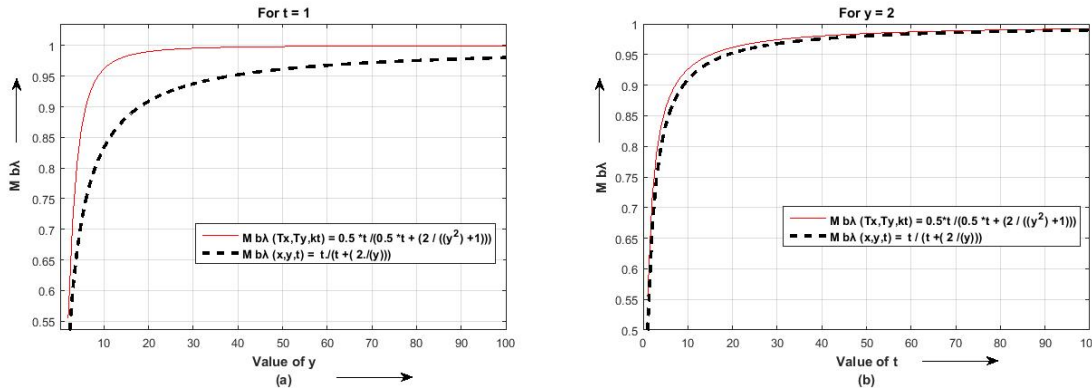 For t = 1
1
0.95
0.9
0.85
0.8
0.75
0.7
0.65
0.6
0.55
M bλ
M bλ (Tx,Ty,kt) = 0.5 *t /(0.5 *t + (2 / ((y²) +1)))
M bλ (x,y,t) = t./(t +( 2./(y)))
10 20 30 40 50 60 70 80 90 100
Value of y
(a)
For y = 2
1
0.95
0.9
0.85
0.8
0.75
0.7
0.65
0.6
0.55
0.5
M bλ
M bλ (Tx,Ty,kt) = 0.5*t /(0.5 *t + (2 / ((y²) +1)))
M bλ (x,y,t) = t / (t +( 2/(y)))
0 10 20 30 40 50 60 70 80 90 100
Value of t
(b)